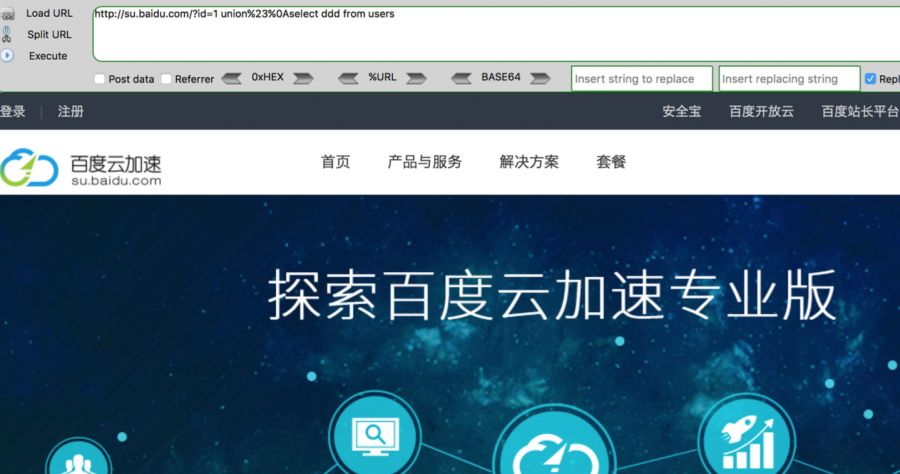 Load URL
http://su.baidu.com/?id=1 union%23%0Aselect ddd from users
Split URL
Execute
Post data Referrer 0xHEX %URL BASE64 Insert string to replace Insert replacing string Repl
登录 | 注册 安全宝 百度开放云 百度站长平台
百度云加速
su.baidu.com
首页 产品与服务 解决方案 套餐
探索百度云加速专业版